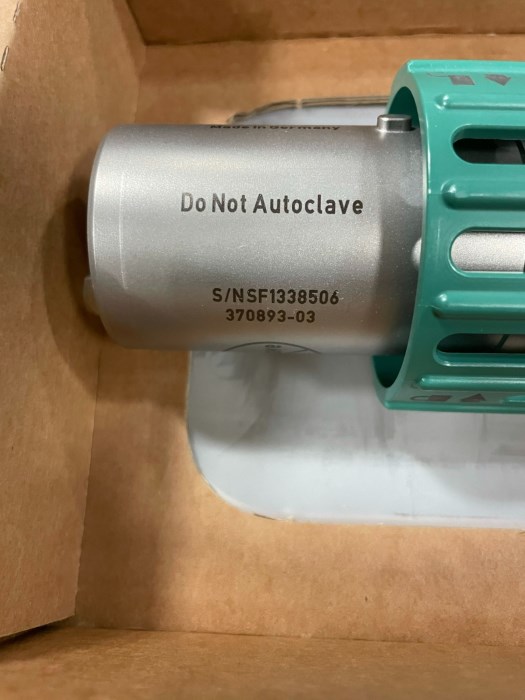 Made in Germany
Do Not Autoclave
S/NSF1338506
370893-03